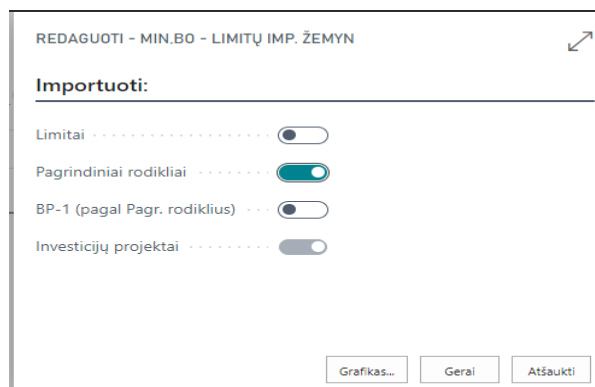 REDAGUOTI - MIN,BO - LIMITŲ IMP. ŽEMYN
Importuoti:
Limitai
Pagrindiniai rodikliai
BP-1 (pagal Pagr. rodiklius)
Investicijų projektai
Grafikas... Gerai Atšaukti